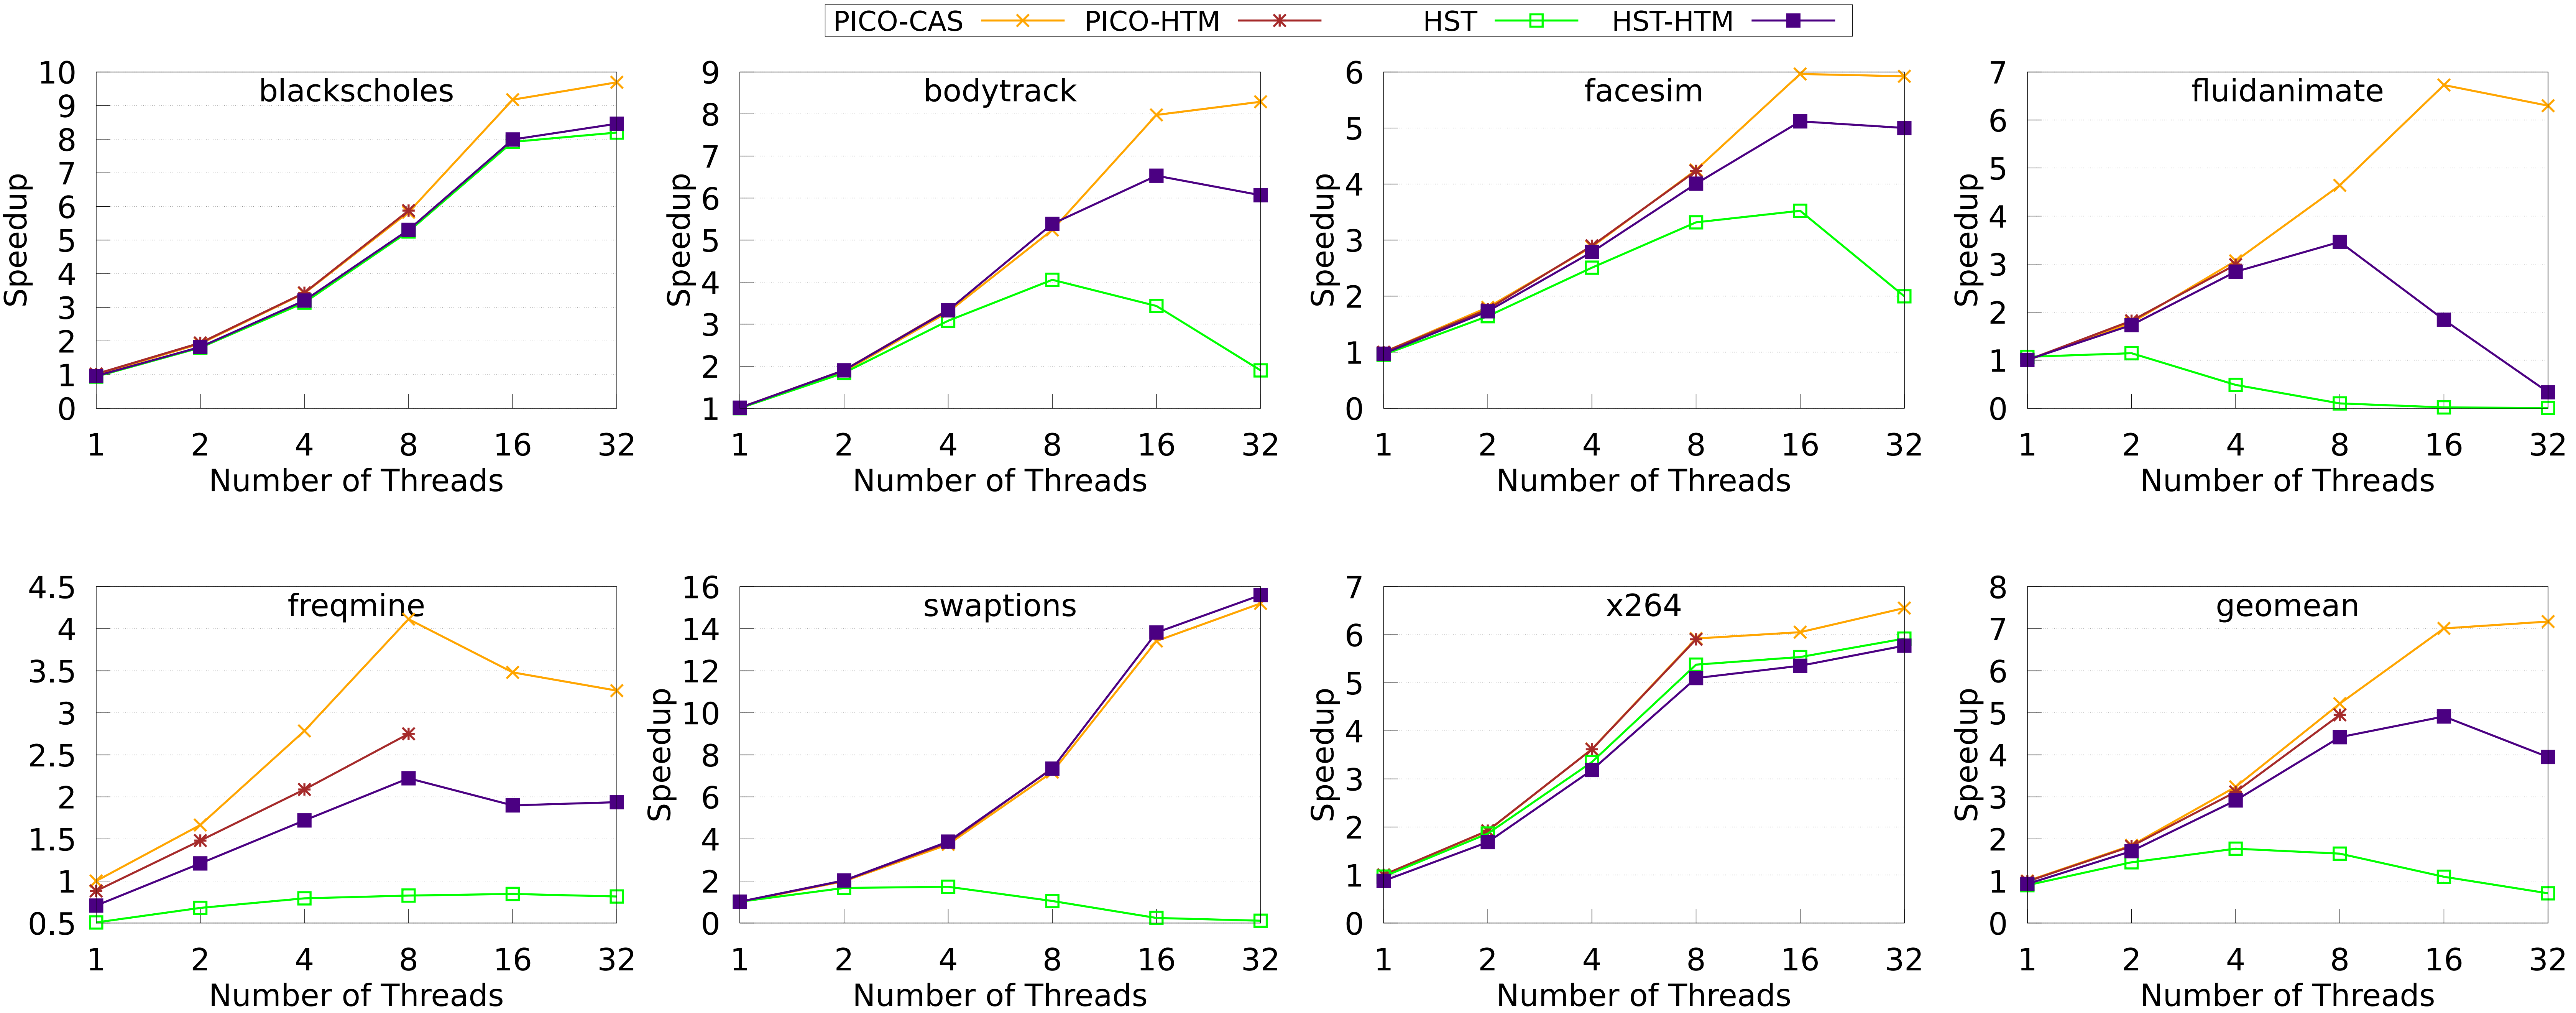 PICO-CAS PICO-HTM HST HST-HTM
blackscholes
Speedup
10
9
8
7
6
5
4
3
2
1
0
1 2 4 8 16 32
Number of Threads
bodytrack
Speedup
9
8
7
6
5
4
3
2
1
1 2 4 8 16 32
Number of Threads
facesim
Speedup
6
5
4
3
2
1
0
1 2 4 8 16 32
Number of Threads
fluidanimate
Speedup
7
6
5
4
3
2
1
0
1 2 4 8 16 32
Number of Threads
freqmine
4.5
4
3.5
3
2.5
2
1.5
1
0.5
1 2 4 8 16 32
Number of Threads
swaptions
Speedup
16
14
12
10
8
6
4
2
0
1 2 4 8 16 32
Number of Threads
x264
Speedup
7
6
5
4
3
2
1
0
1 2 4 8 16 32
Number of Threads
geomean
Speedup
8
7
6
5
4
3
2
1
0
1 2 4 8 16 32
Number of Threads